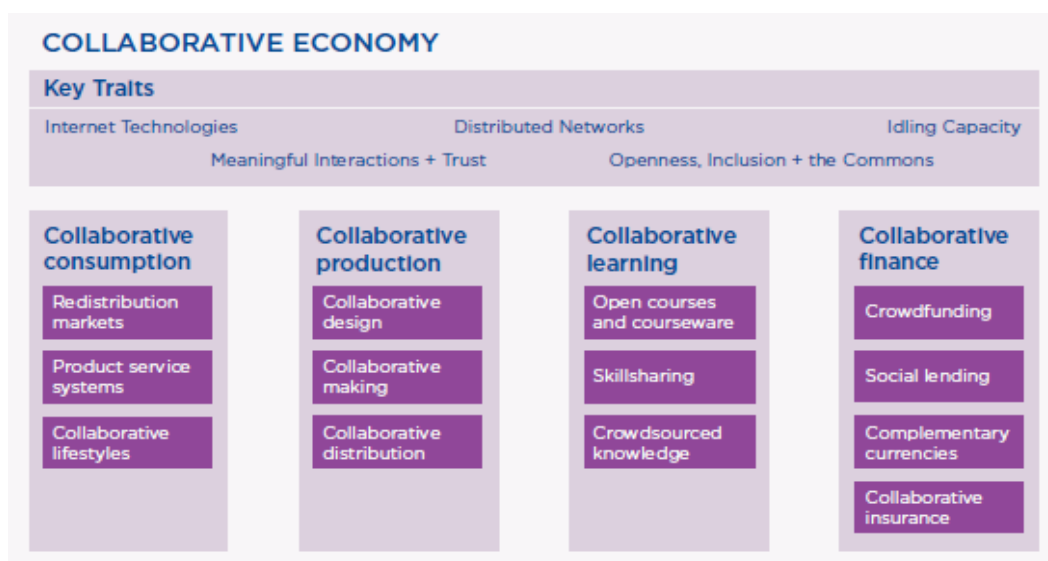 COLLABORATIVE ECONOMY
Key Traits
Internet Technologies
Distributed Networks
Idling Capacity
Meaningful Interactions + Trust
Openness, Inclusion + the Commons
Collaborative
consumption
Redistribution
markets
Product service
systems
Collaborative
lifestyles
Collaborative
production
Collaborative
design
Collaborative
making
Collaborative
distribution
Collaborative
learning
Open courses
and courseware
Skillsharing
Crowdsourced
knowledge
Collaborative
finance
Crowdfunding
Social lending
Complementary
currencies
Collaborative
insurance